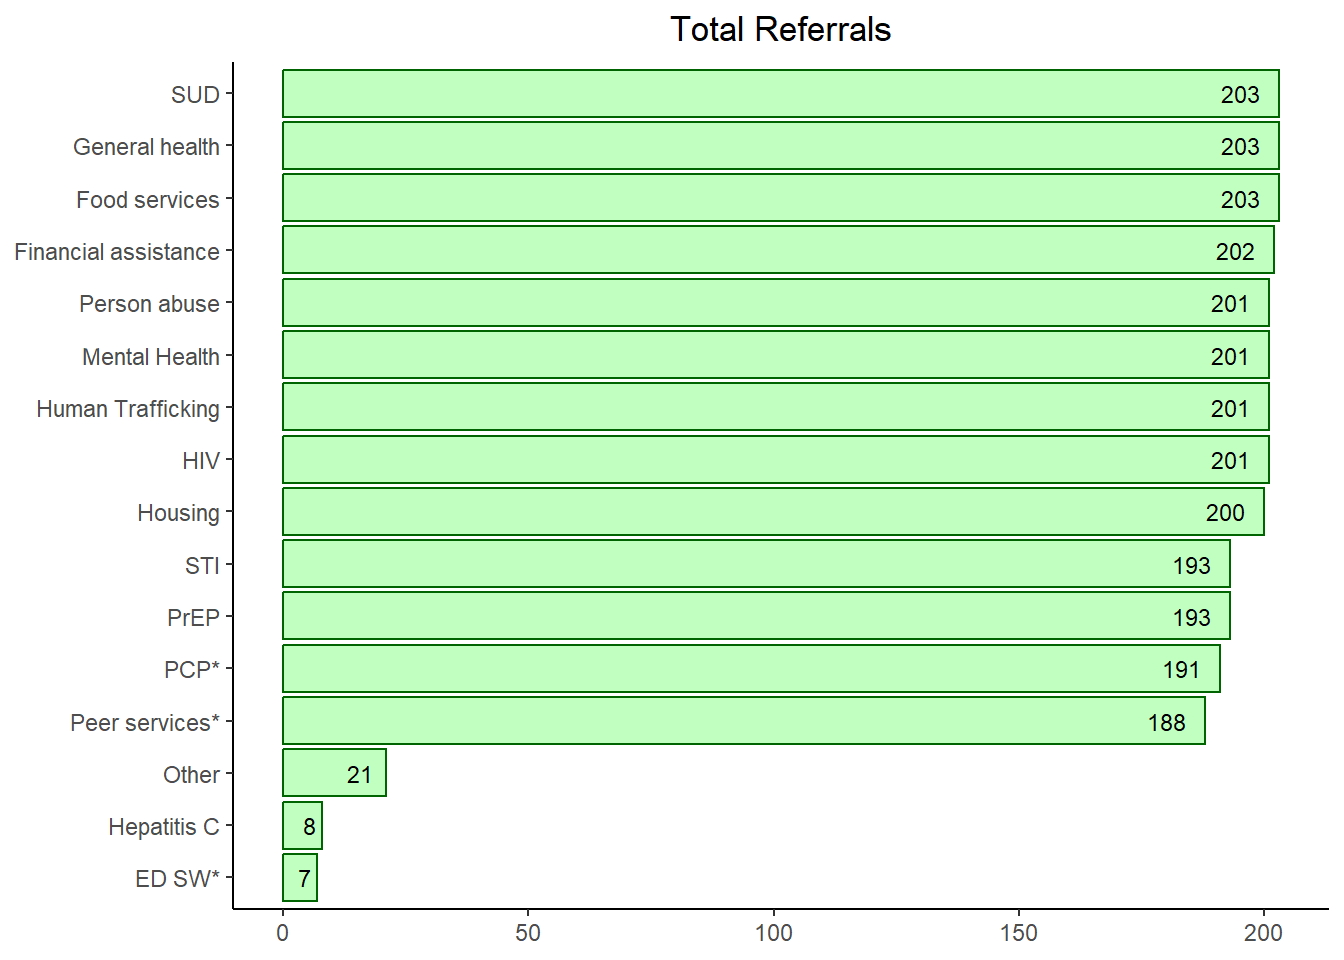 Total Referrals
SUD 203
General health 203
Food services 203
Financial assistance 202
Person abuse 201
Mental Health 201
Human Trafficking 201
HIV 201
Housing 200
STI 193
PrEP 193
PCP* 191
Peer services* 188
Other 21
Hepatitis C 8
ED SW* 7
0 50 100 150 200